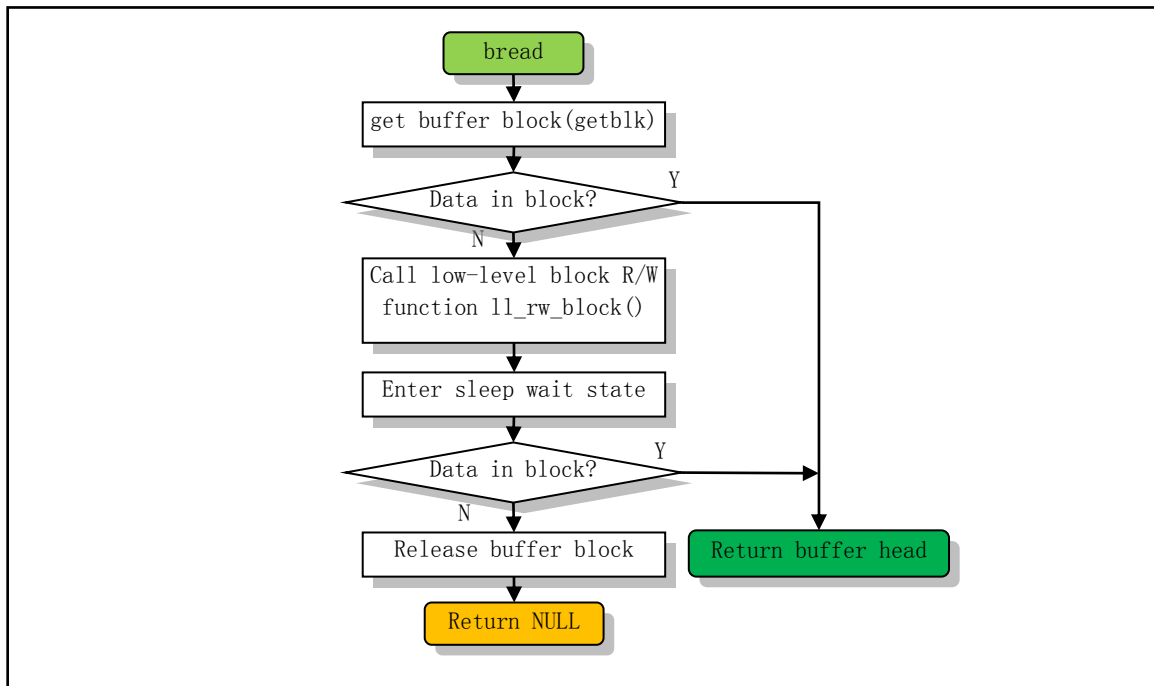 bread
get buffer block(getblk)
Data in block?
Y
N
Call low-level block R/W
function ll_rw_block()
Enter sleep wait state
Data in block?
Y
N
Release buffer block
Return buffer head
Return NULL